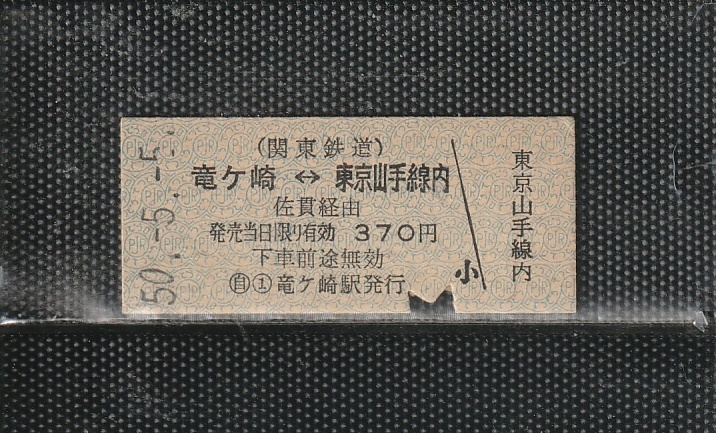 50.-5.-5.
(関東鉄道)
竜ケ崎 ↔ 東京山手線内
佐貫経由
発売当日限り有効 370円
下車前途無効
小
㊐①竜ケ崎駅発行
東京山手線内